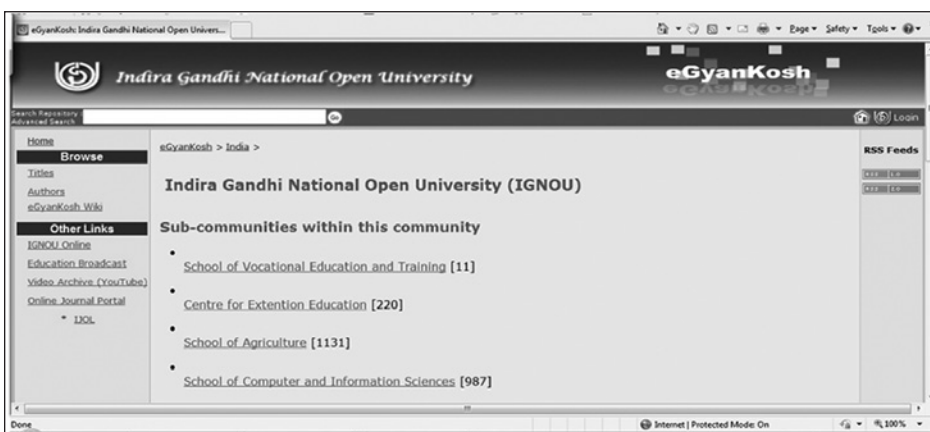 eGyanKosh: Indira Gandhi National Open Univers...
Page Safety Tools
Indira Gandhi National Open University
eGyanKosh
Search Repository
Advanced Search
Go
Login
Home
Browse
Titles
Authors
eGyanKosh Wiki
Other Links
IGNOU Online
Education Broadcast
Video Archive (YouTube)
Online Journal Portal
* IJOL
eGyanKosh > India >
Indira Gandhi National Open University (IGNOU)
Sub-communities within this community
• School of Vocational Education and Training [11]
• Centre for Extention Education [220]
• School of Agriculture [1131]
• School of Computer and Information Sciences [987]
RSS Feeds
Done
Internet | Protected Mode: On
100%